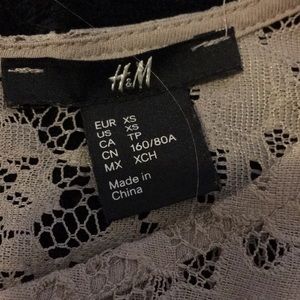 H&M
EUR XS
US XS
CA TP
CN 160/80A
MX XCH
Made in
China